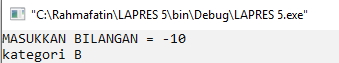 "C:\Rahmafatin\LAPRES 5\bin\Debug\LAPRES 5.exe"
MASUKKAN BILANGAN = -10
kategori B